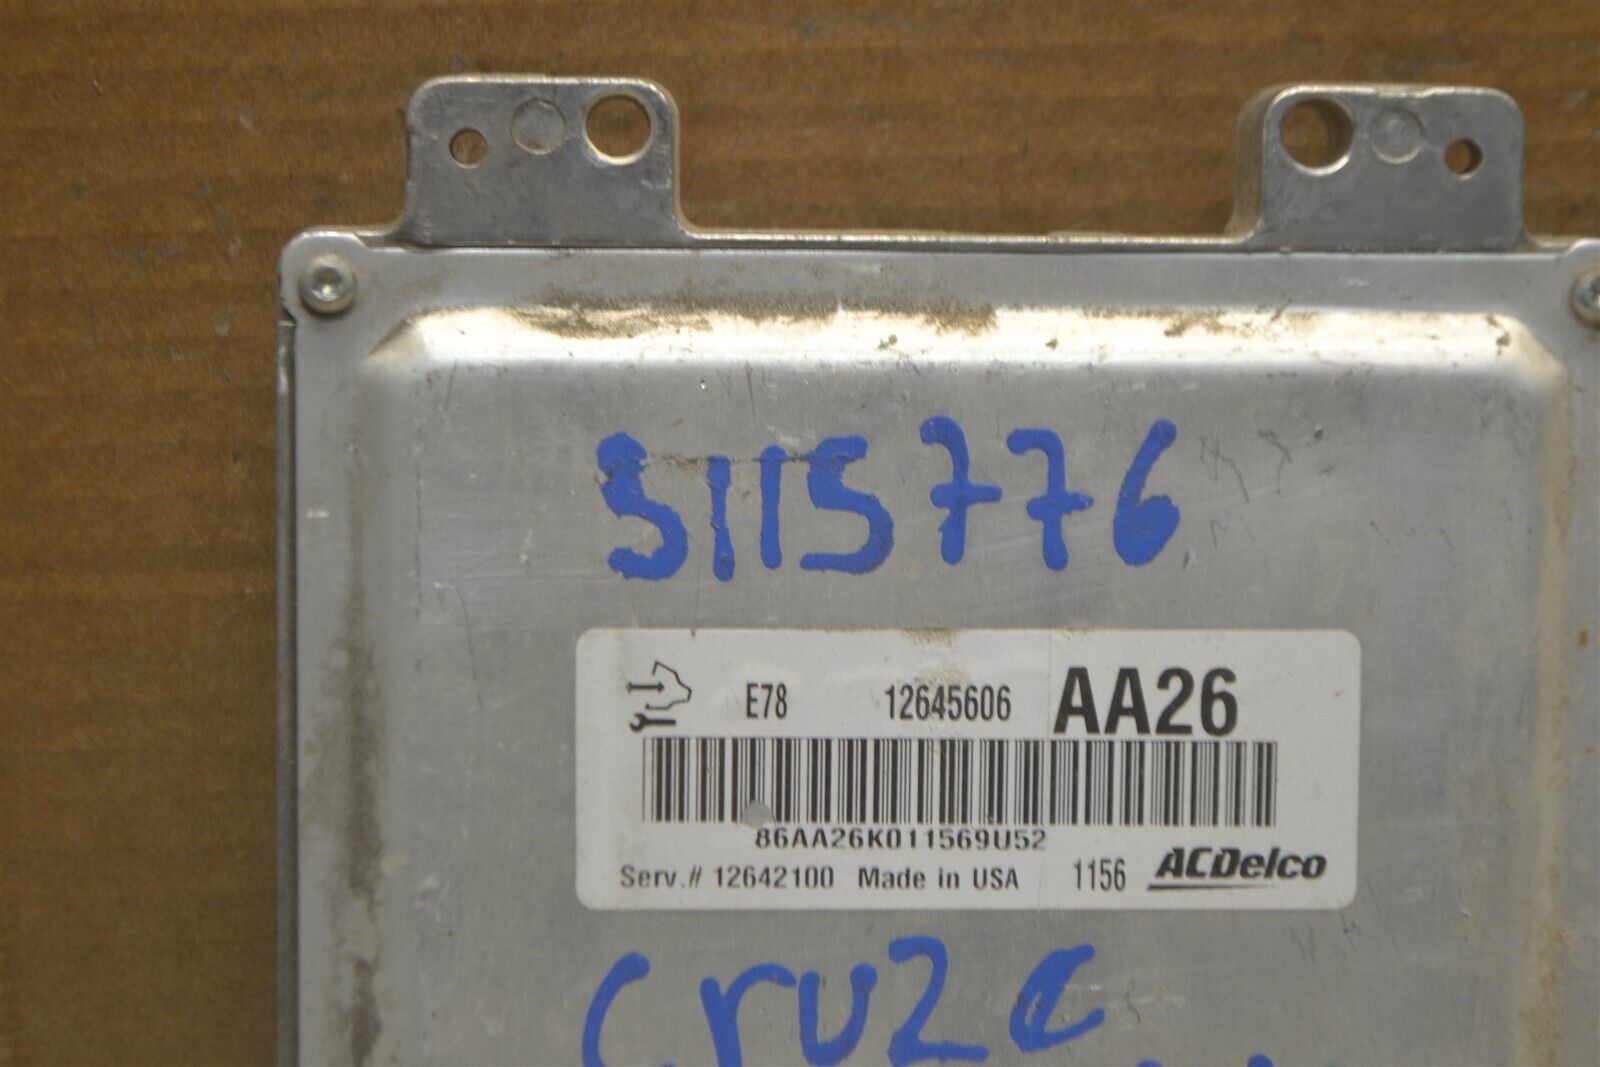 5115776
E78 12645606 AA26
86AA26K011569U52
Serv.# 12642100 Made in USA 1156 ACDelco
Cruze